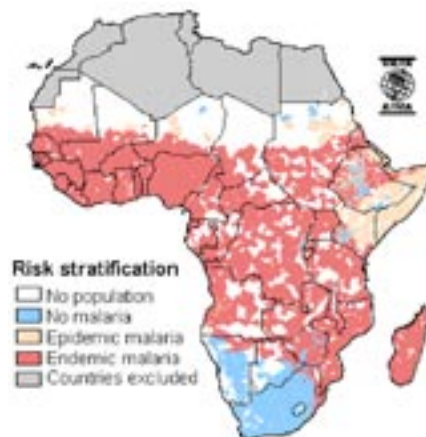 Risk stratification
No population
No malaria
Epidemic malaria
Endemic malaria
Countries excluded